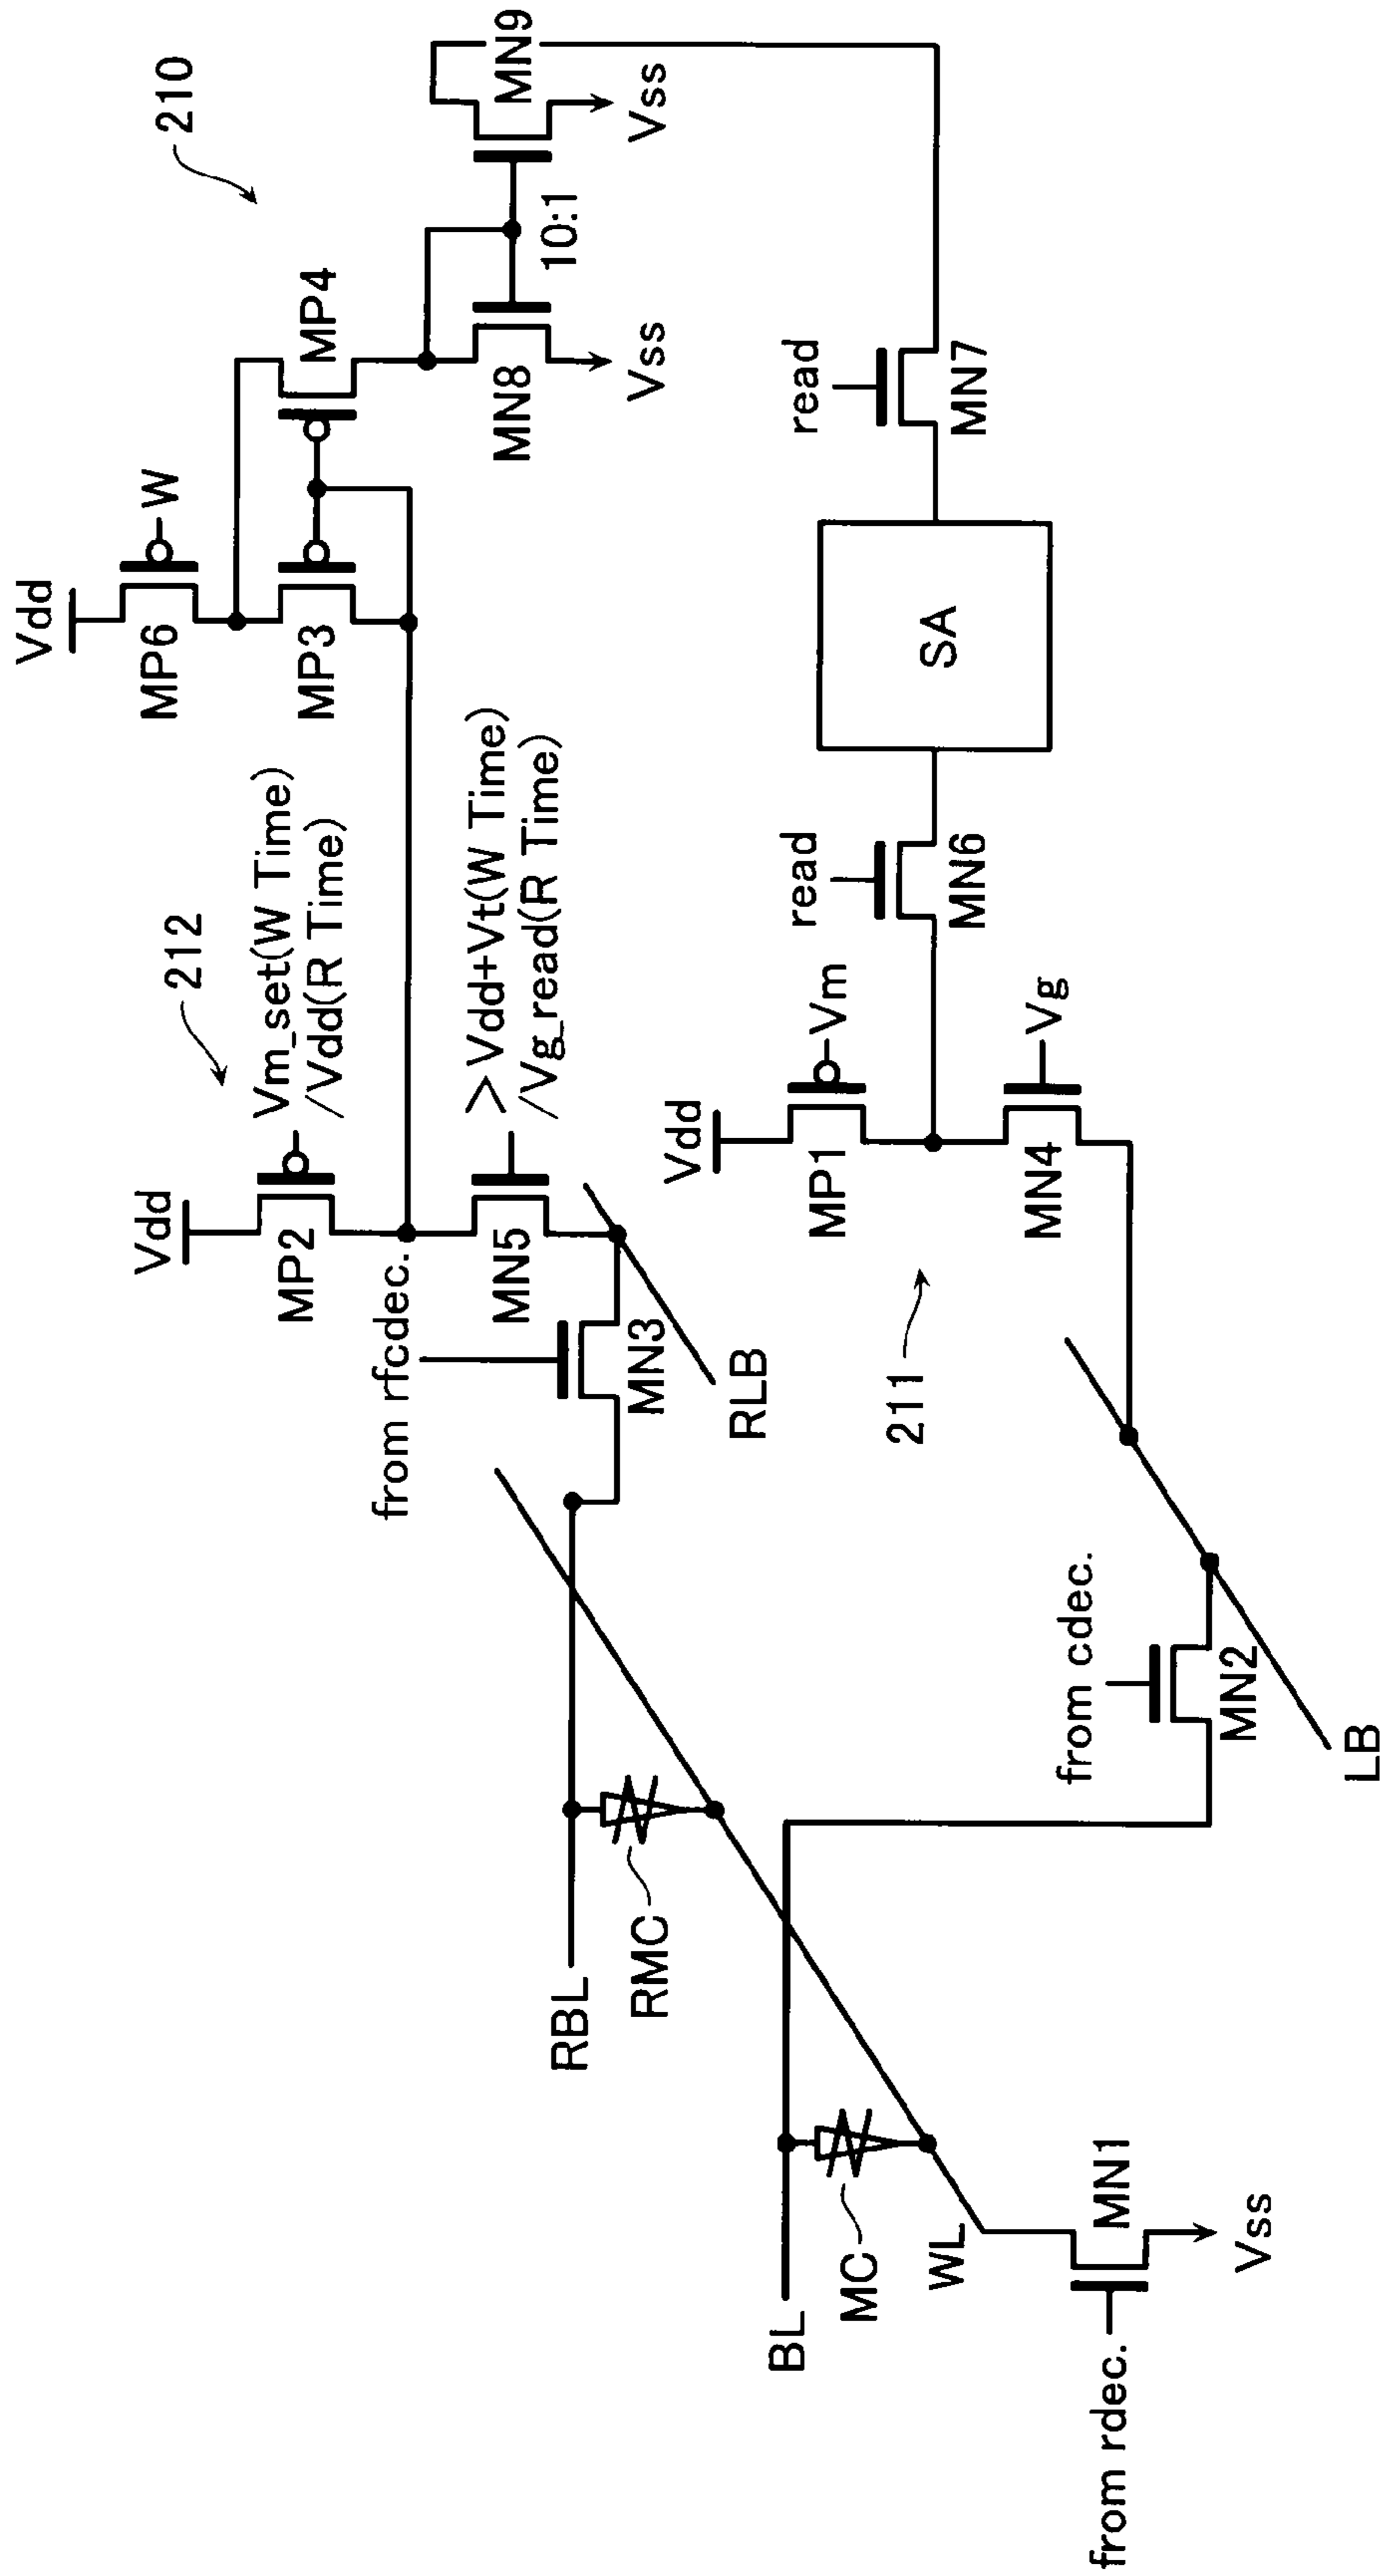 210
MN9
Vss
10:1
MP4
MN8
Vss
Vdd
W
MP6
MP3
212
Vm_set(W Time)
/Vdd(R Time)
>Vdd+Vt(W Time)
/Vg_read(R Time)
Vdd
MP2
MN5
from rfcdec.
MN3
RLB
read
MN7
SA
read
MN6
Vm
Vdd
MP1
Vg
MN4
211
RBL
RMC
from cdec.
MN2
LB
BL
MC
WL
MN1
Vss
from rdec.